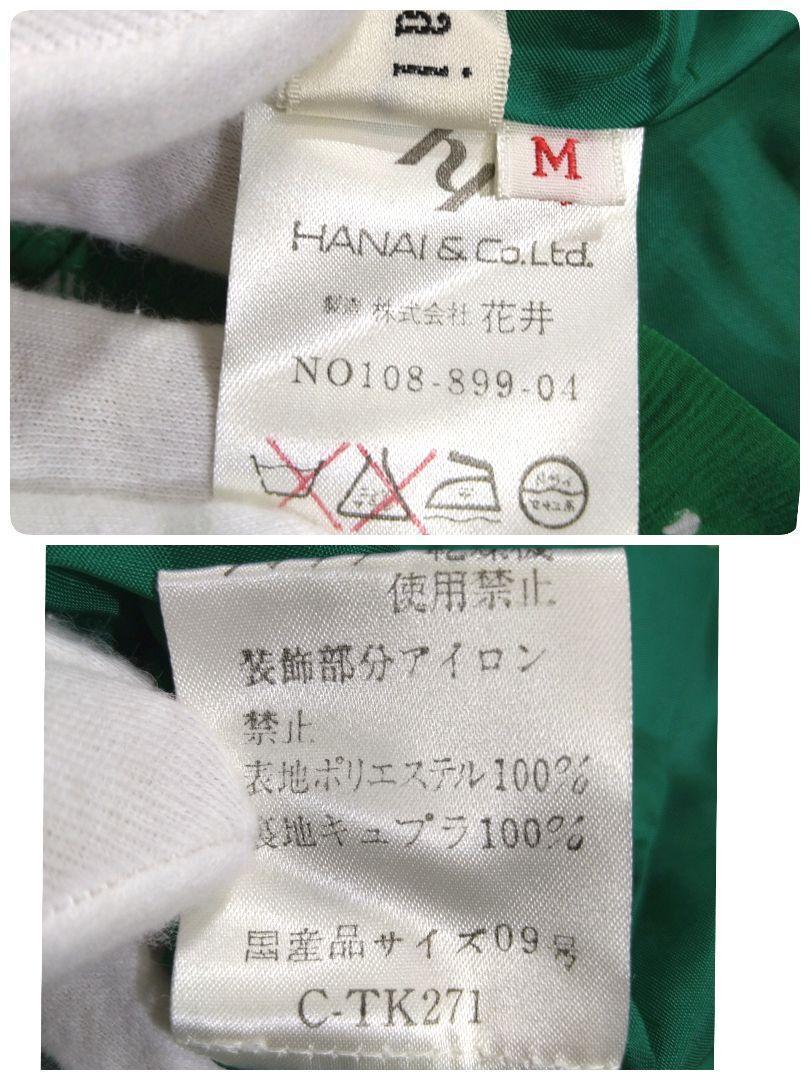 ai
M
HANAI & Co.Ltd.
製造 株式会社 花井
NO108-899-04
使用禁止
装飾部分アイロン
禁止
表地ポリエステル100%
裏地キュプラ100%
国産品サイズ09号
C-TK271